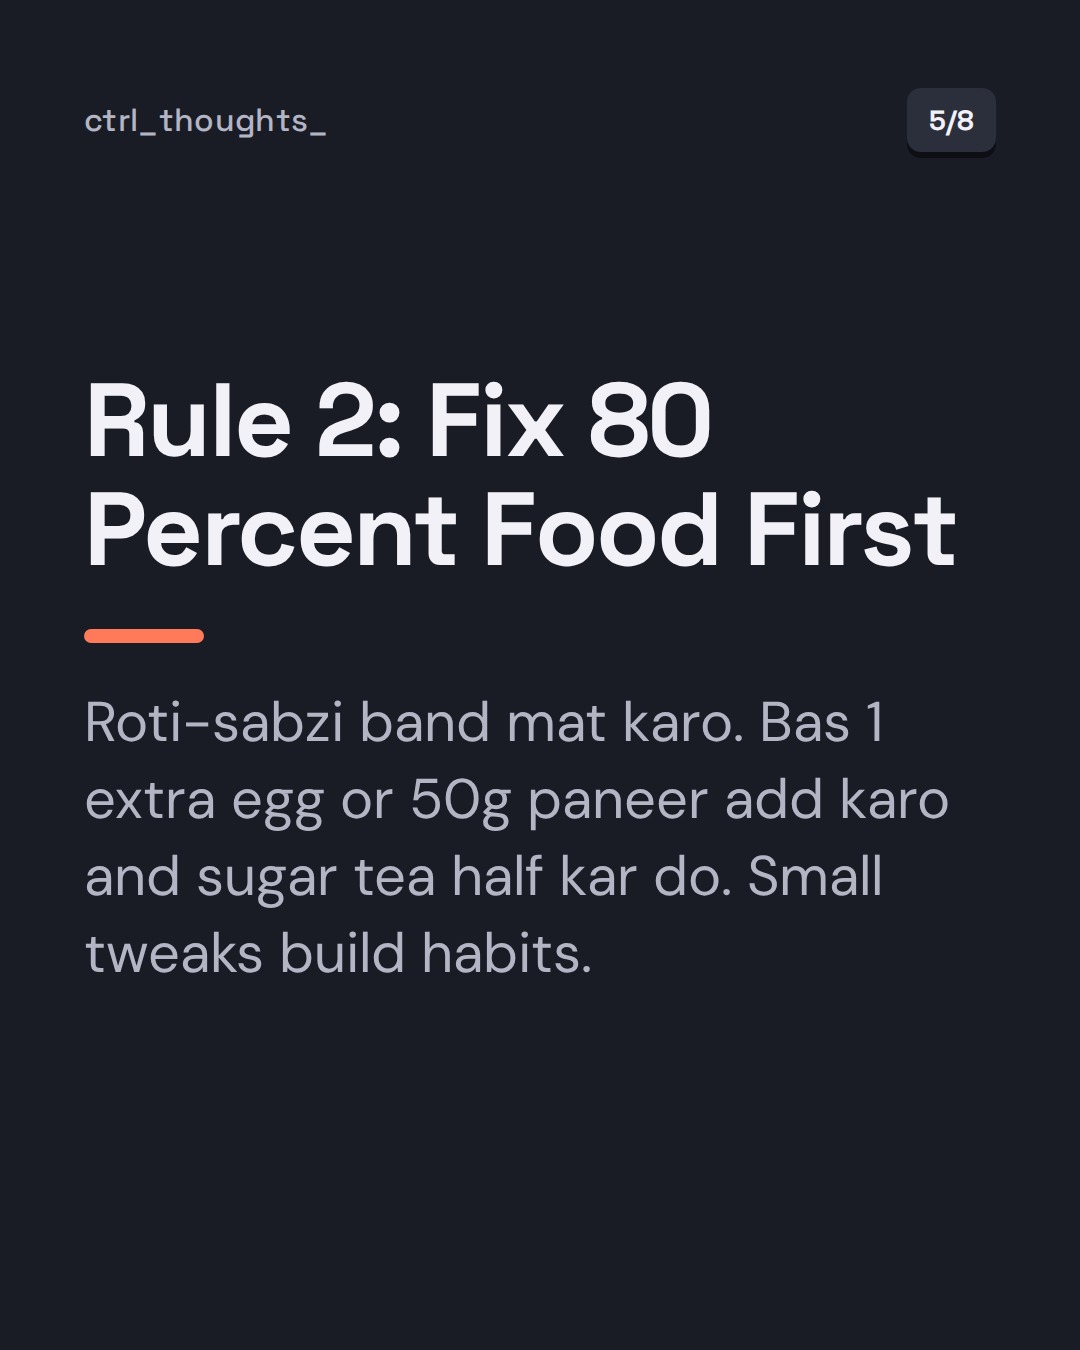 ctrl_thoughts_
5/8
Rule 2: Fix 80
Percent Food First
Roti-sabzi band mat karo. Bas 1
extra egg or 50g paneer add karo
and sugar tea half kar do. Small
tweaks build habits.